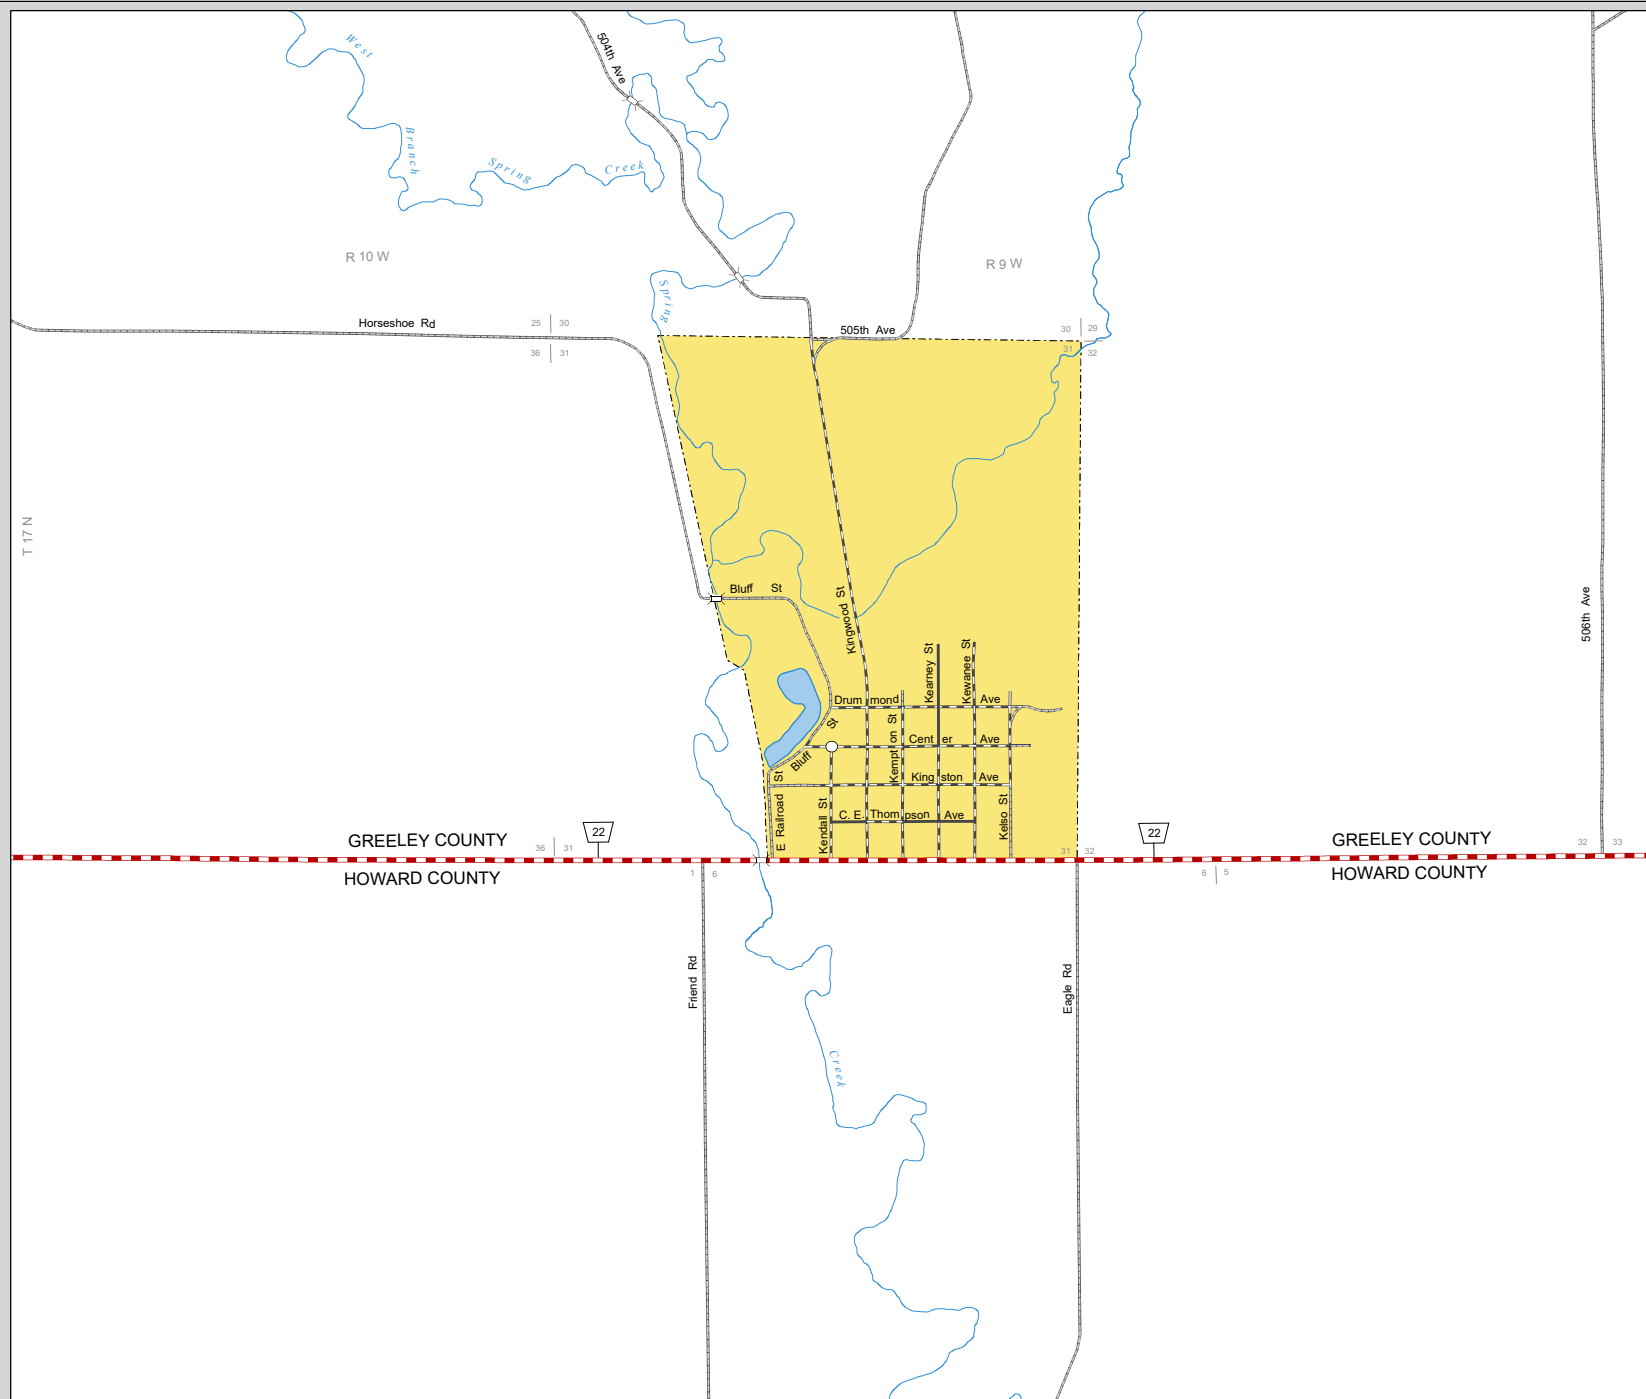 West
Branch
Spring
Creek
504th Ave
R 10 W
R 9 W
Spring
Horseshoe Rd
25 30
36 31
505th Ave
30 29
31 32
T 17 N
506th Ave
Bluff St
Kingwood St
Kearney St
Kewanee St
Drummond Ave
Kempton St
Center Ave
Bluff St
Kingston Ave
E Railroad St
Kendall St
C. E. Thompson Ave
Kelso St
GREELEY COUNTY
22
22
GREELEY COUNTY
36 31
31 32
32 33
HOWARD COUNTY
HOWARD COUNTY
1 6
6 5
Friend Rd
Eagle Rd
Creek